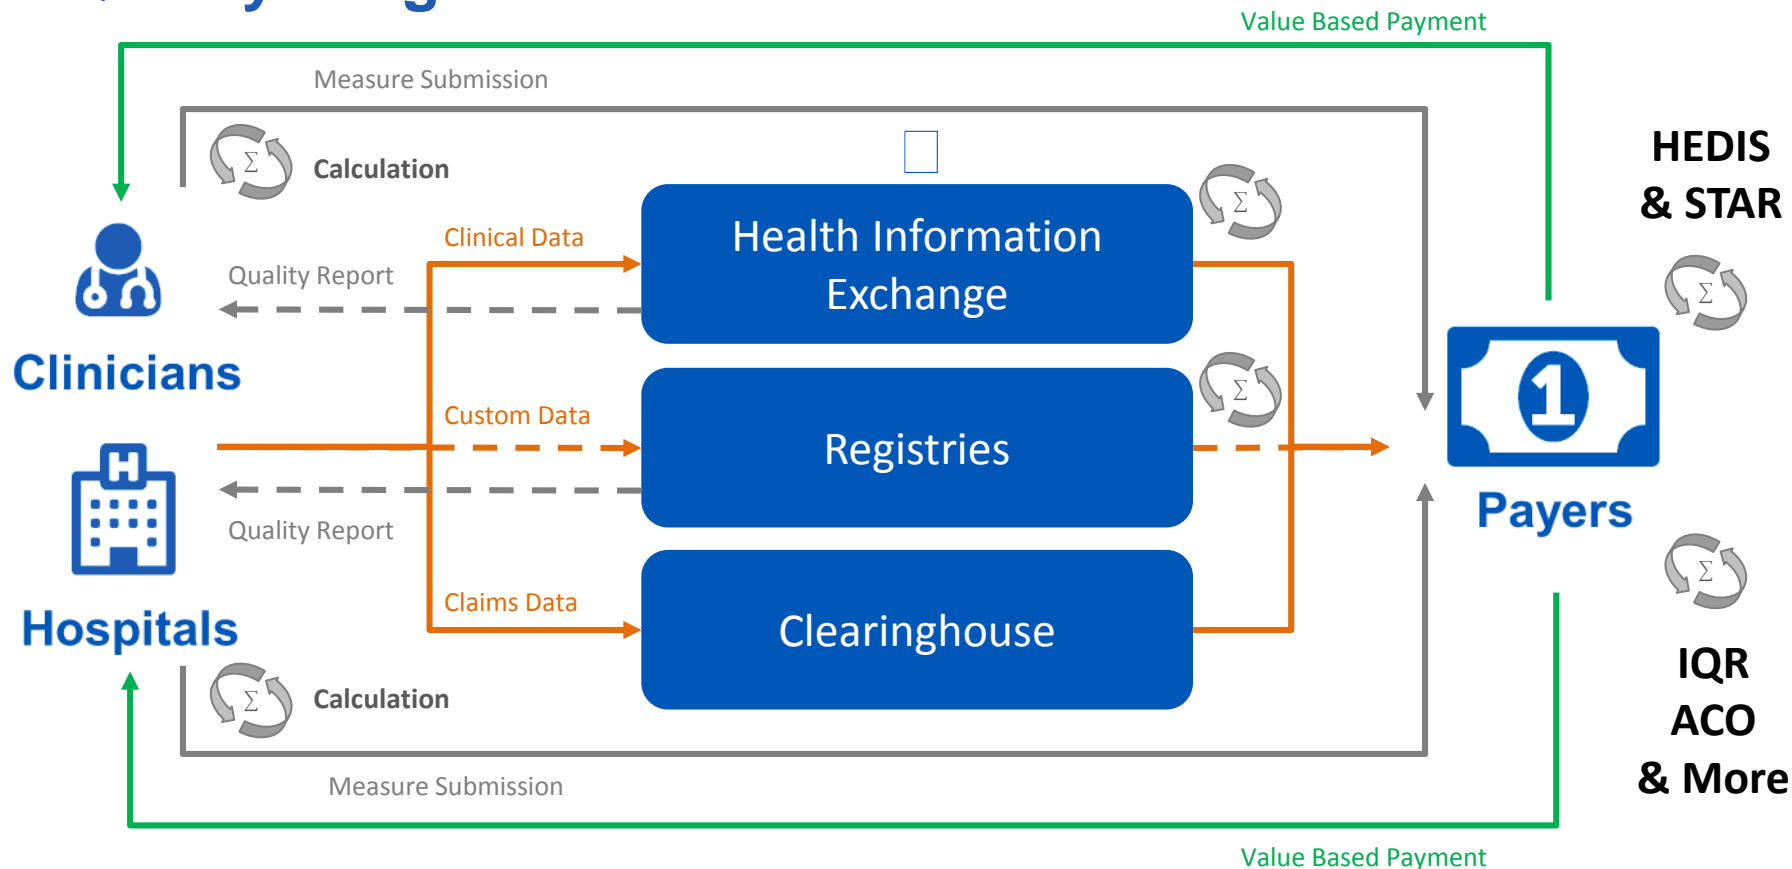 Value Based Payment
Measure Submission
Σ
Calculation
HEDIS
& STAR
Σ
Clinical Data
Health Information
Exchange
Quality Report
Σ
Clinicians
1
Custom Data
Registries
Σ
H
Payers
Quality Report
Σ
Claims Data
Clearinghouse
Hospitals
IQR
ACO
& More
Σ
Calculation
Measure Submission
Value Based Payment